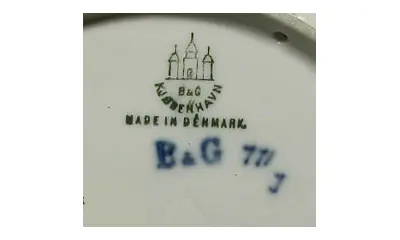 B&G
KJØBENHAVN
MADE IN DENMARK.
B&G 771
J